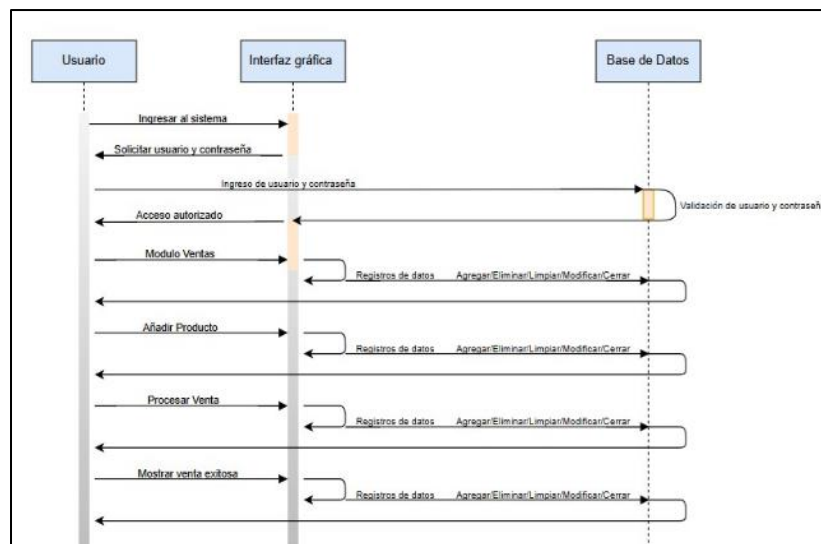 Usuario
Interfaz gráfica
Base de Datos
Ingresar al sistema
Solicitar usuario y contraseña
Ingreso de usuario y contraseña
Validación de usuario y contraseñ
Acceso autorizado
Modulo Ventas
Registros de datos Agregar/Eliminar/Limpiar/Modificar/Cerrar
Añadir Producto
Registros de datos Agregar/Eliminar/Limpiar/Modificar/Cerrar
Procesar Venta
Registros de datos Agregar/Eliminar/Limpiar/Modificar/Cerrar
Mostrar venta exitosa
Registros de datos Agregar/Eliminar/Limpiar/Modificar/Cerrar